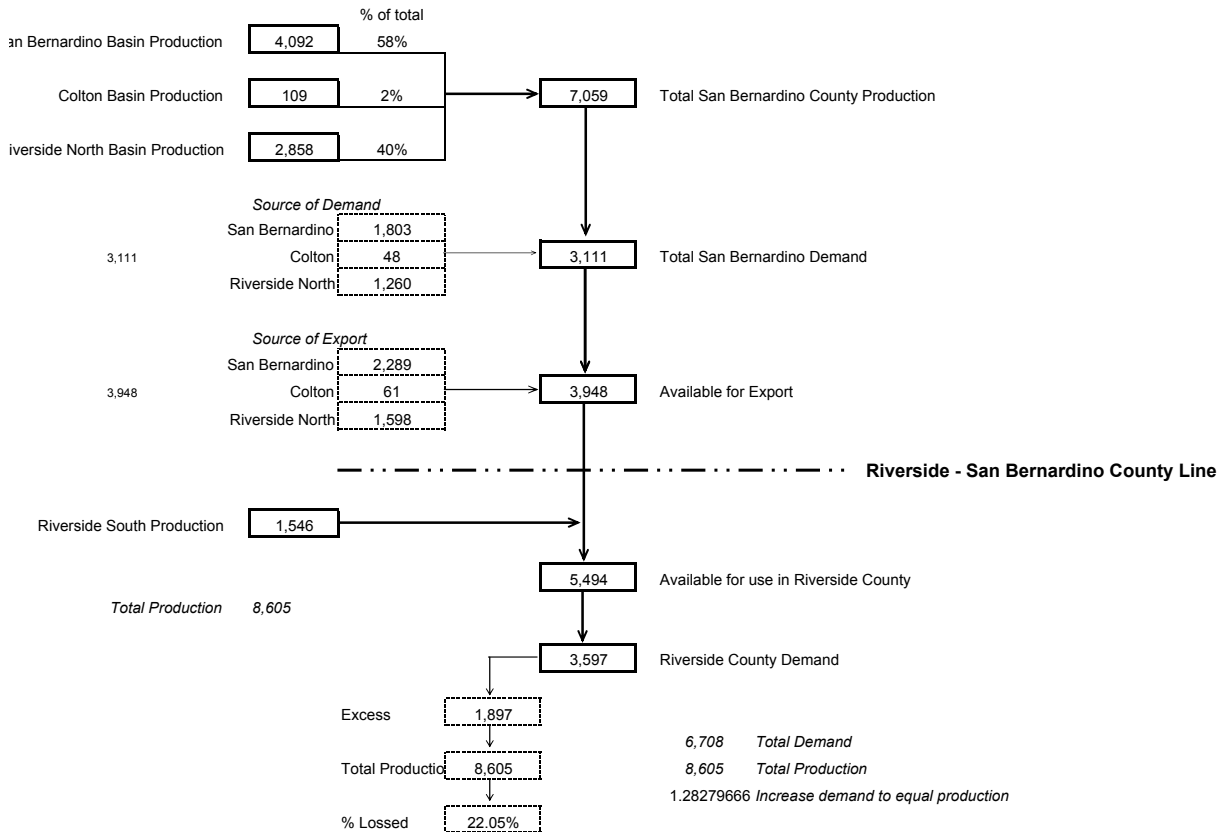 % of total
an Bernardino Basin Production 4,092 58%
Colton Basin Production 109 2% 7,059 Total San Bernardino County Production
iverside North Basin Production 2,858 40%
Source of Demand
San Bernardino 1,803
3,111 Colton 48 3,111 Total San Bernardino Demand
Riverside North 1,260
Source of Export
San Bernardino 2,289
3,948 Colton 61 3,948 Available for Export
Riverside North 1,598
Riverside - San Bernardino County Line
Riverside South Production 1,546
5,494 Available for use in Riverside County
Total Production 8,605
3,597 Riverside County Demand
Excess 1,897
6,708 Total Demand
Total Productio 8,605 8,605 Total Production
1.28279666 Increase demand to equal production
% Lossed 22.05%